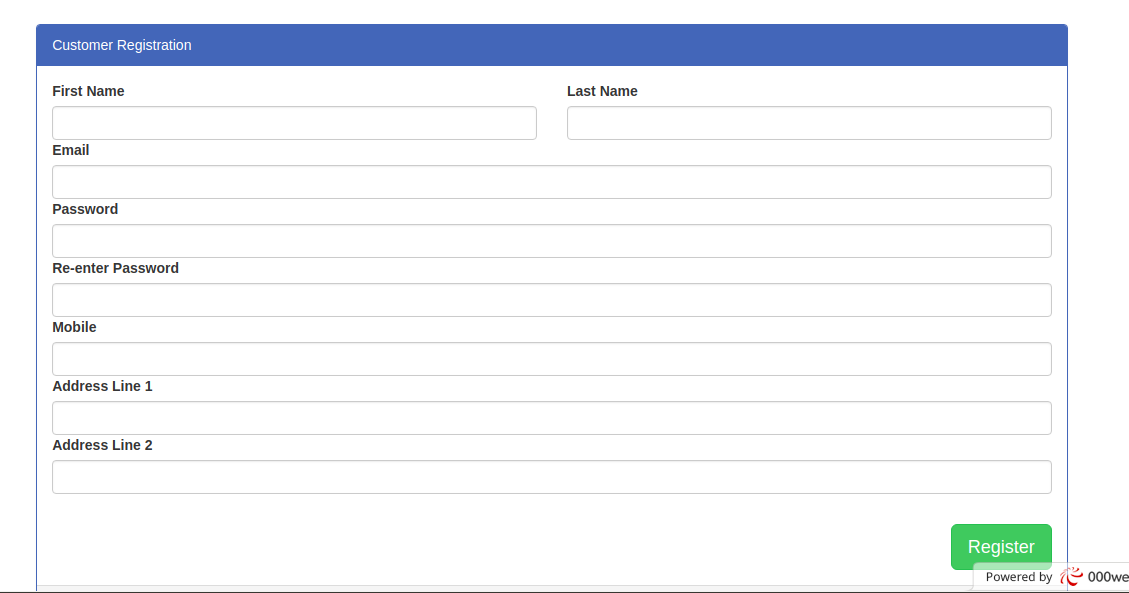 Customer Registration
First Name
Last Name
Email
Password
Re-enter Password
Mobile
Address Line 1
Address Line 2
Register
Powered by 000we